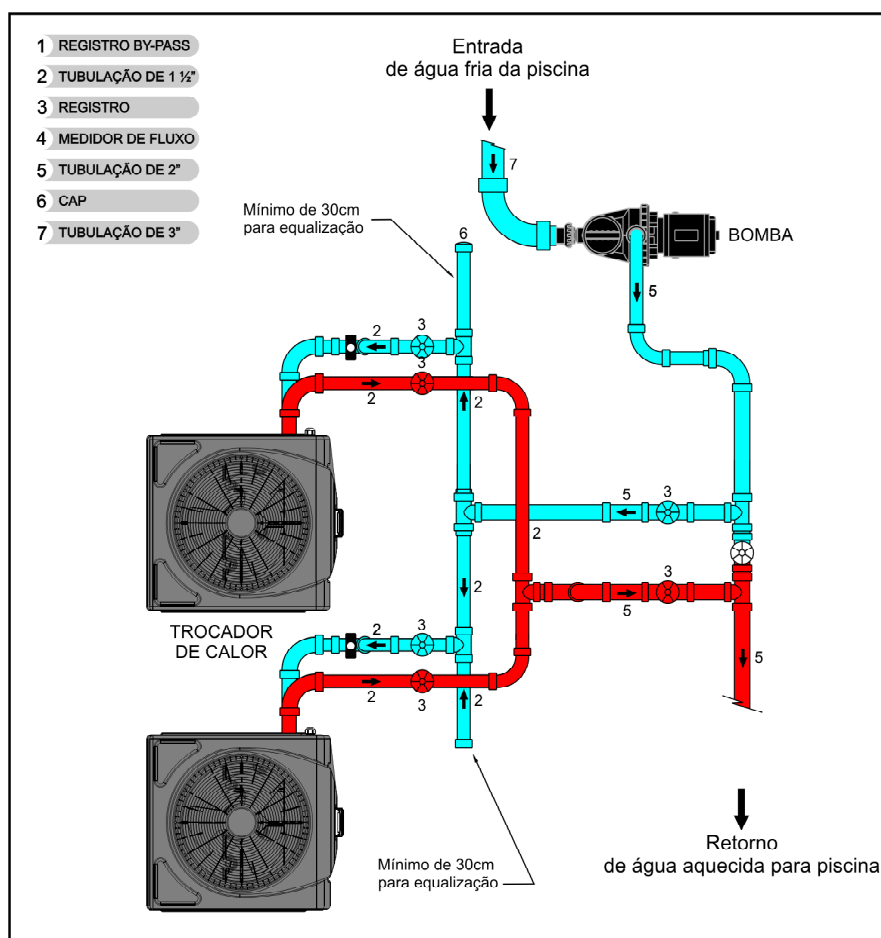 1 REGISTRO BY-PASS
2 TUBULAÇÃO DE 1 ½"
3 REGISTRO
4 MEDIDOR DE FLUXO
5 TUBULAÇÃO DE 2"
6 CAP
7 TUBULAÇÃO DE 3"
Entrada
de água fria da piscina
7
Mínimo de 30cm
para equalização
6
BOMBA
5
2
3
3
2
2
5
3
2
2
3
5
TROCADOR
DE CALOR
2
3
5
2
3
2
Mínimo de 30cm
para equalização
Retorno
de água aquecida para piscina